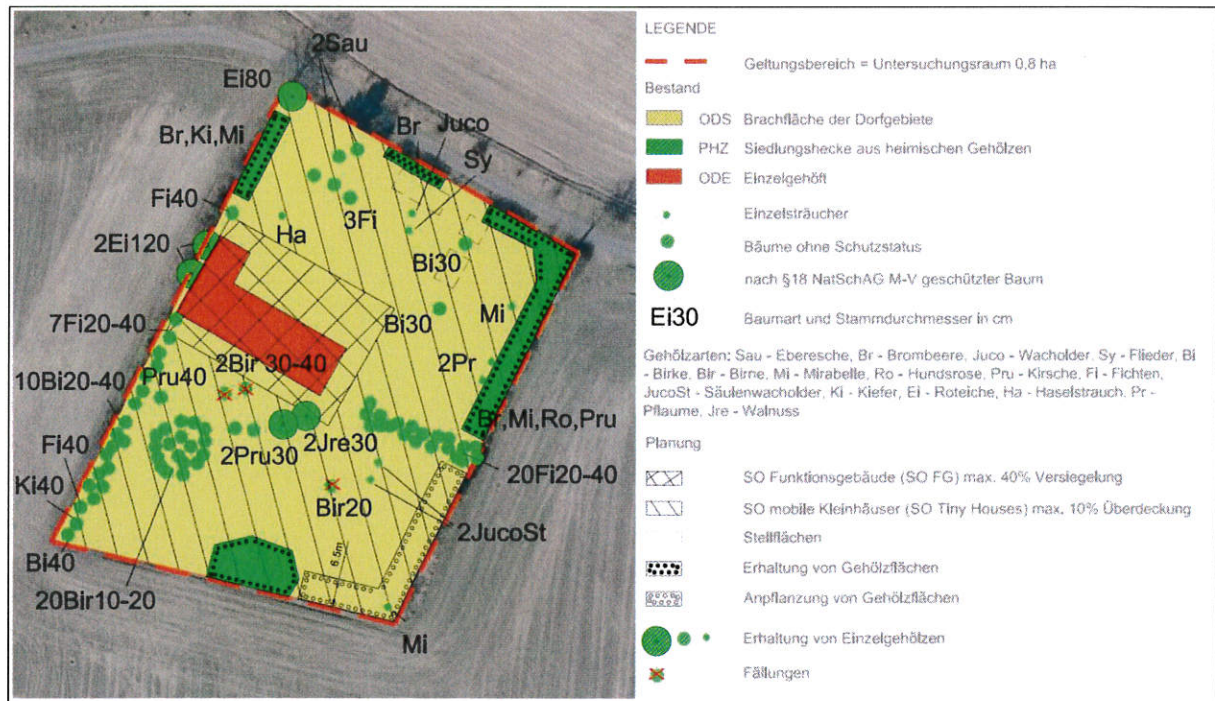 2Sau
Ei80
Br,Ki,Mi
Br
Juco
Sy
Fi40
3Fi
Ha
2Ei120
Bi30
Mi
Bi30
7Fi20-40
2Bir 30-40
2Pr
10Bi20-40
Pru40
Br,Mi,Ro,Pru
Fi40
2Pru30
2Jre30
20Fi20-40
Ki40
Bir20
2JucoSt
6,5m
Bi40
20Bir10-20
Mi
LEGENDE
Geltungsbereich = Untersuchungsraum 0,8 ha
Bestand
ODS Brachfläche der Dorfgebiete
PHZ Siedlungshecke aus heimischen Gehölzen
ODE Einzelgehöft
Einzelsträucher
Bäume ohne Schutzstatus
nach §18 NatSchAG M-V geschützter Baum
Ei30 Baumart und Stammdurchmesser in cm
Gehölzarten: Sau - Eberesche, Br - Brombeere, Juco - Wacholder, Sy - Flieder, Bi
- Birke, Bir - Birne, Mi - Mirabelle, Ro - Hundsrose, Pru - Kirsche, Fi - Fichten,
JucoSt - Säulenwacholder, Ki - Kiefer, Ei - Roteiche, Ha - Haselstrauch, Pr -
Pflaume, Jre - Walnuss
Planung
SO Funktionsgebäude (SO FG) max. 40% Versiegelung
SO mobile Kleinhäuser (SO Tiny Houses) max. 10% Überdeckung
Stellflächen
Erhaltung von Gehölzflächen
Anpflanzung von Gehölzflächen
Erhaltung von Einzelgehölzen
Fällungen